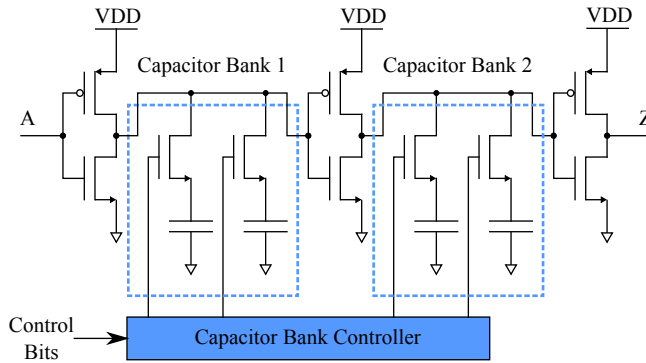 VDD
VDD
VDD
Capacitor Bank 1
Capacitor Bank 2
A
Z
Control
Bits
Capacitor Bank Controller